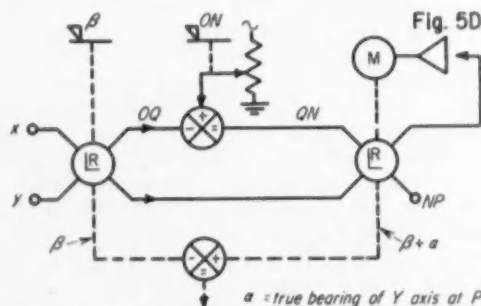 Fig. 5D
β
ON
M
X
Y
R
OQ
+
-
=
QN
R
NP
β
-
+
=
β+α
α = true bearing of Y axis at P